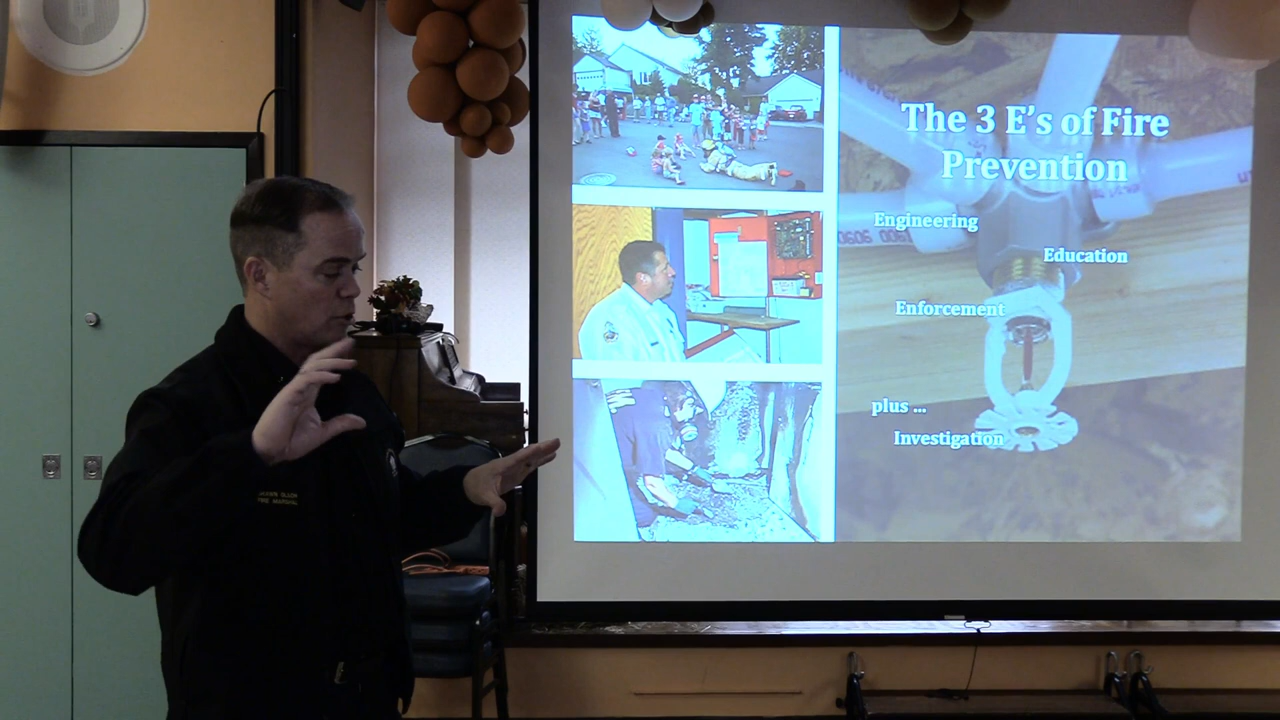 The 3 E's of Fire
Prevention
Engineering
Education
Enforcement
plus ...
Investigation
FIRE MARSHAL